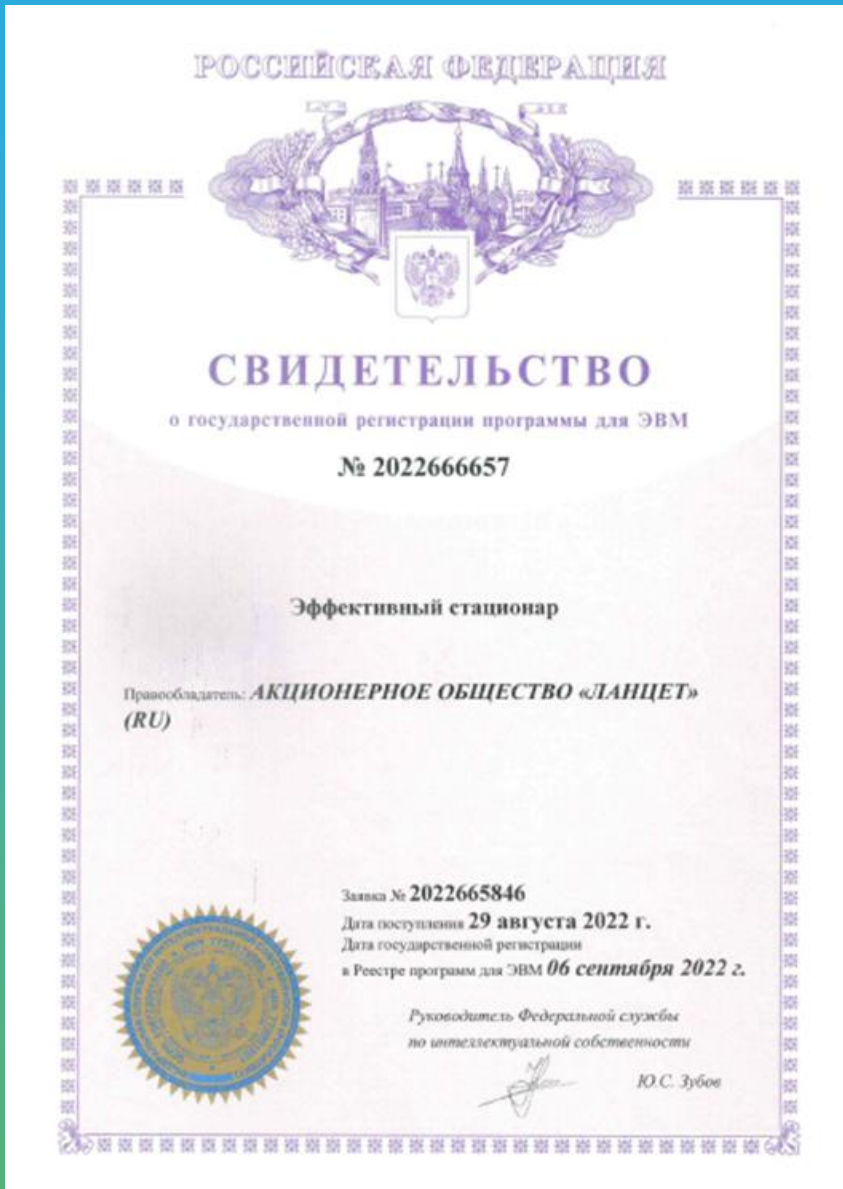 РОССИЙСКАЯ ФЕДЕРАЦИЯ
СВИДЕТЕЛЬСТВО
о государственной регистрации программы для ЭВМ
№ 2022666657
Эффективный стационар
Правообладатель: АКЦИОНЕРНОЕ ОБЩЕСТВО «ЛАНЦЕТ»
(RU)
Заявка № 2022665846
Дата поступления 29 августа 2022 г.
Дата государственной регистрации
в Реестре программ для ЭВМ 06 сентября 2022 г.
Руководитель Федеральной службы
по интеллектуальной собственности
Ю.С. Зубов